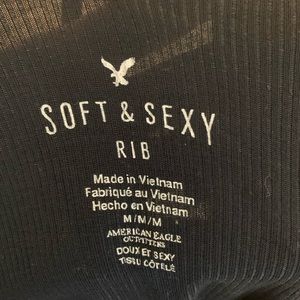 SOFT & SEXY
RIB
Made in Vietnam
Fabriqué au Vietnam
Hecho en Vietnam
M/M/M
AMERICAN EAGLE
OUTFITTERS
DOUX ET SEXY
TISSU CÔTELÉ